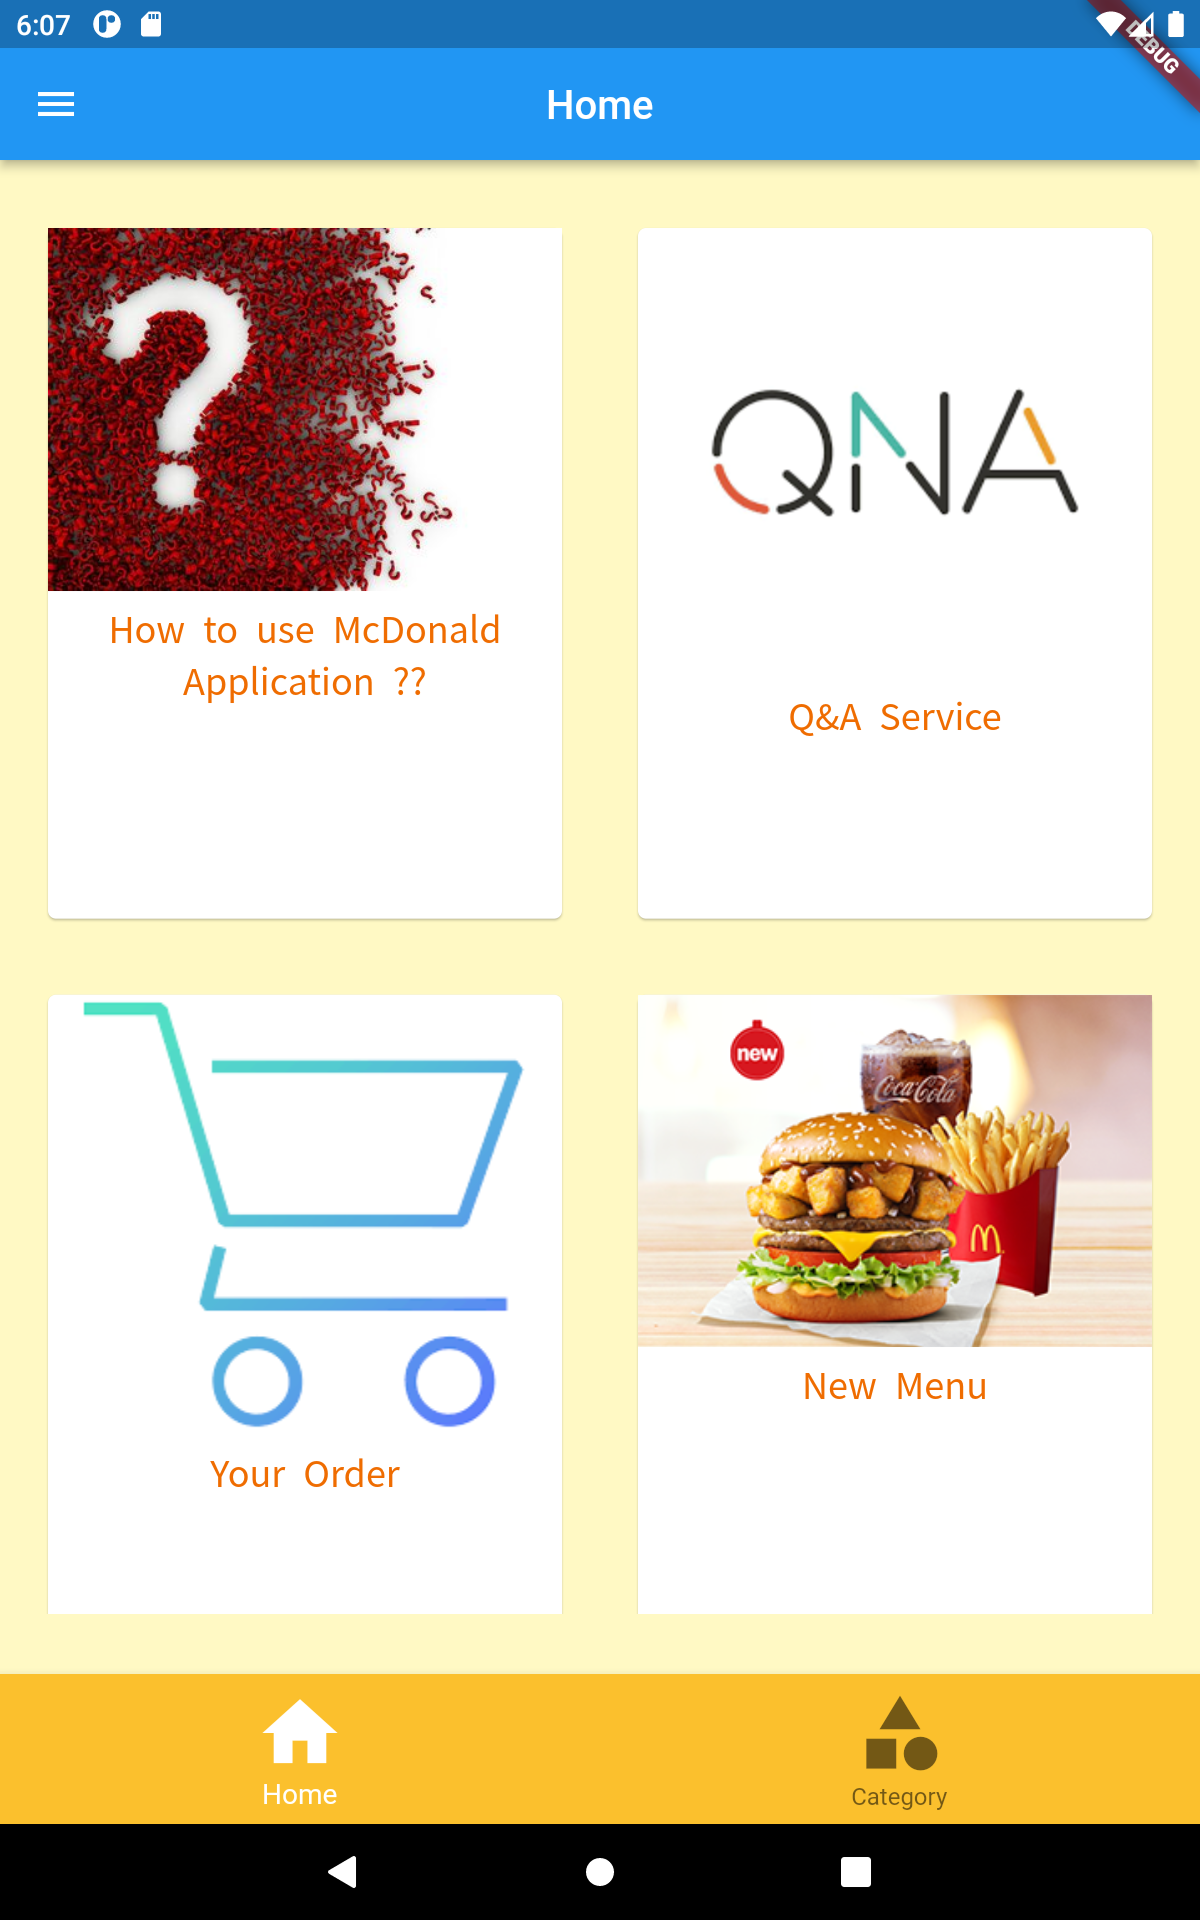 6:07
DEBUG
Home
QNA
How to use McDonald
Application ??
Q&A Service
new
Coca-Cola
Your Order
New Menu
Home
Category